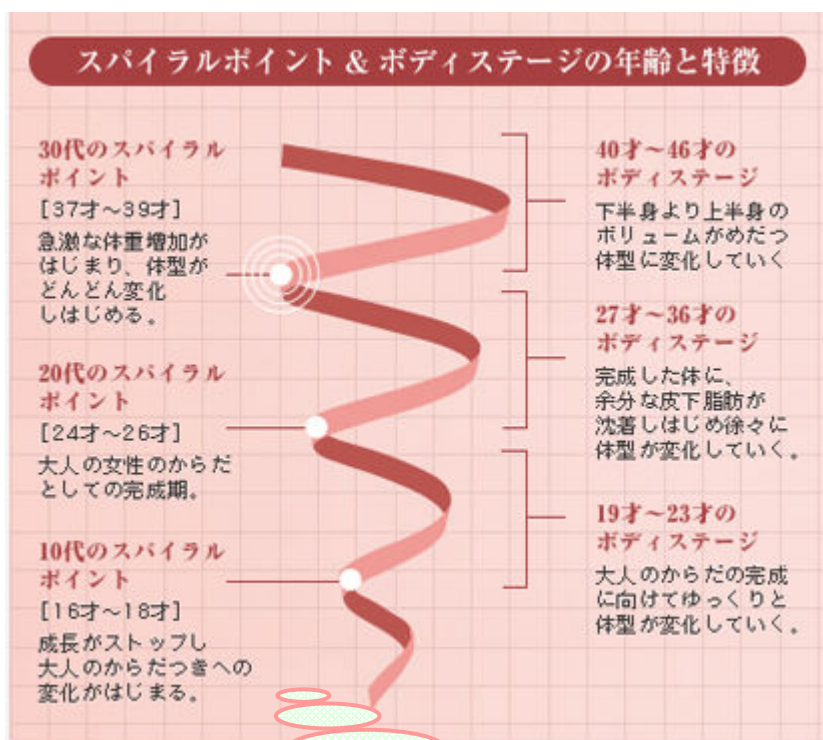 スパイラルポイント & ボディステージの年齢と特徴
30代のスパイラル
ポイント
[37才～39才]
急激な体重増加が
はじまり、体型が
どんどん変化
しはじめる。
20代のスパイラル
ポイント
[24才～26才]
大人の女性のからだ
としての完成期。
10代のスパイラル
ポイント
[16才～18才]
成長がストップし
大人のからだつきへの
変化がはじまる。
40才～46才の
ボディステージ
下半身より上半身の
ボリュームがめだつ
体型に変化していく
27才～36才の
ボディステージ
完成した体に、
余分な皮下脂肪が
沈着しはじめ徐々に
体型が変化していく。
19才～23才の
ボディステージ
大人のからだの完成
に向けてゆっくりと
体型が変化していく。